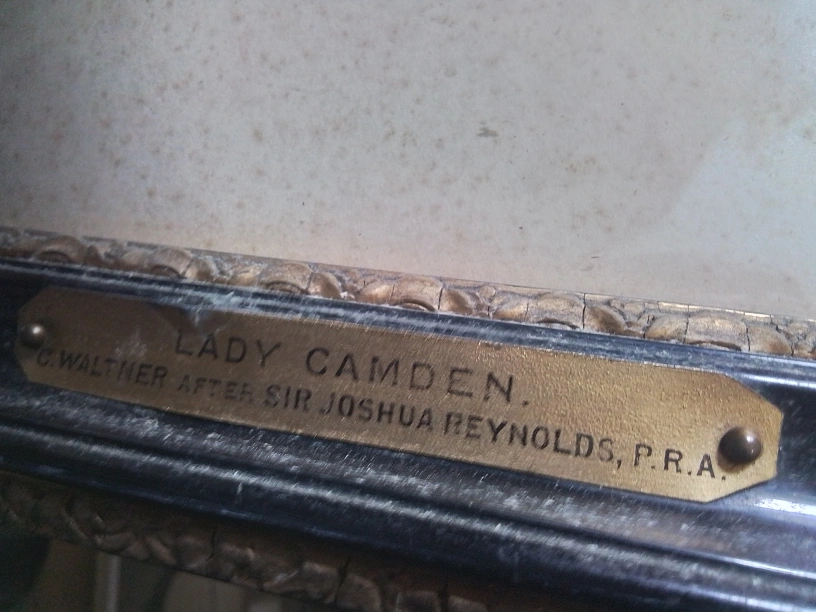 LADY CAMDEN.
C. WALTNER AFTER SIR JOSHUA REYNOLDS, P.R.A.